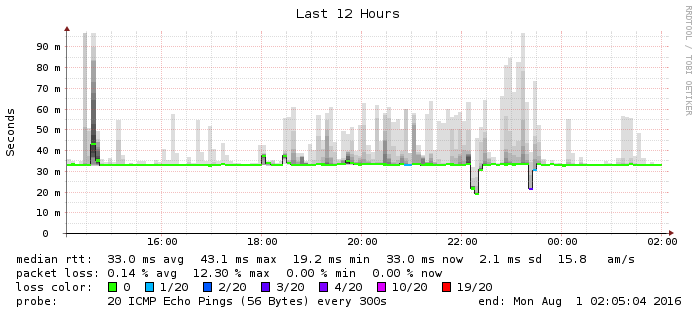 Last 12 Hours
RRDTOOL / TOBI OETIKER
Seconds
90 m
80 m
70 m
60 m
50 m
40 m
30 m
20 m
10 m
0
16:00 18:00 20:00 22:00 00:00 02:00
median rtt: 33.0 ms avg 43.1 ms max 19.2 ms min 33.0 ms now 2.1 ms sd 15.8 am/s
packet loss: 0.14 % avg 12.30 % max 0.00 % min 0.00 % now
loss color: 0 1/20 2/20 3/20 4/20 10/20 19/20
probe: 20 ICMP Echo Pings (56 Bytes) every 300s end: Mon Aug 1 02:05:04 2016